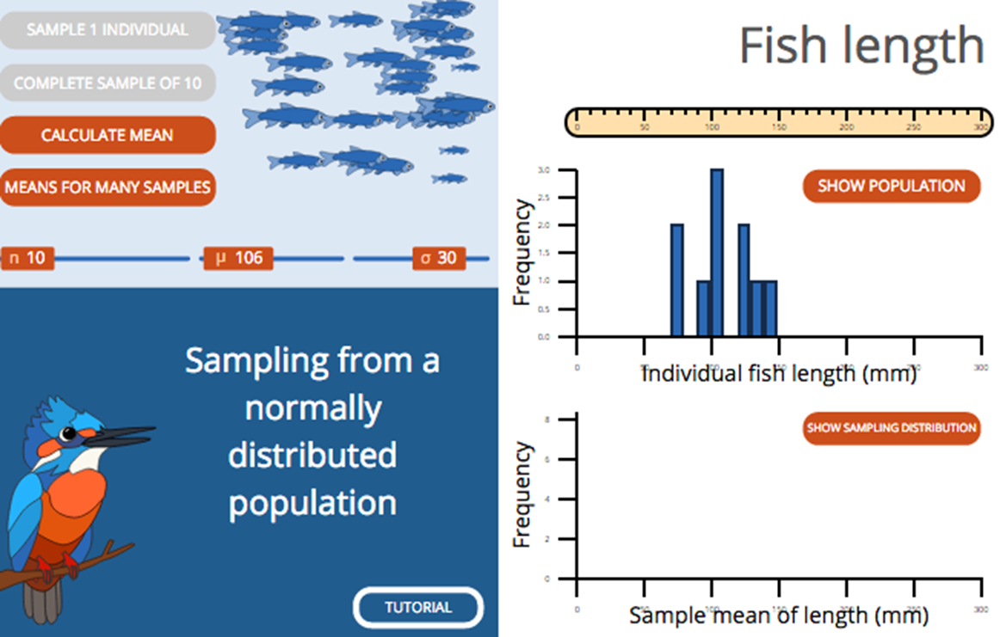 SAMPLE 1 INDIVIDUAL
COMPLETE SAMPLE OF 10
CALCULATE MEAN
MEANS FOR MANY SAMPLES
n 10
μ 106
σ 30
Sampling from a
normally
distributed
population
TUTORIAL
Fish length
0 50 100 150 200 250 300
SHOW POPULATION
Frequency
3.0
2.5
2.0
1.5
1.0
0.5
0.0
0 50 100 150 200 250 300
Individual fish length (mm)
SHOW SAMPLING DISTRIBUTION
Frequency
8
6
4
2
0
0 50 100 150 200 250 300
Sample mean of length (mm)